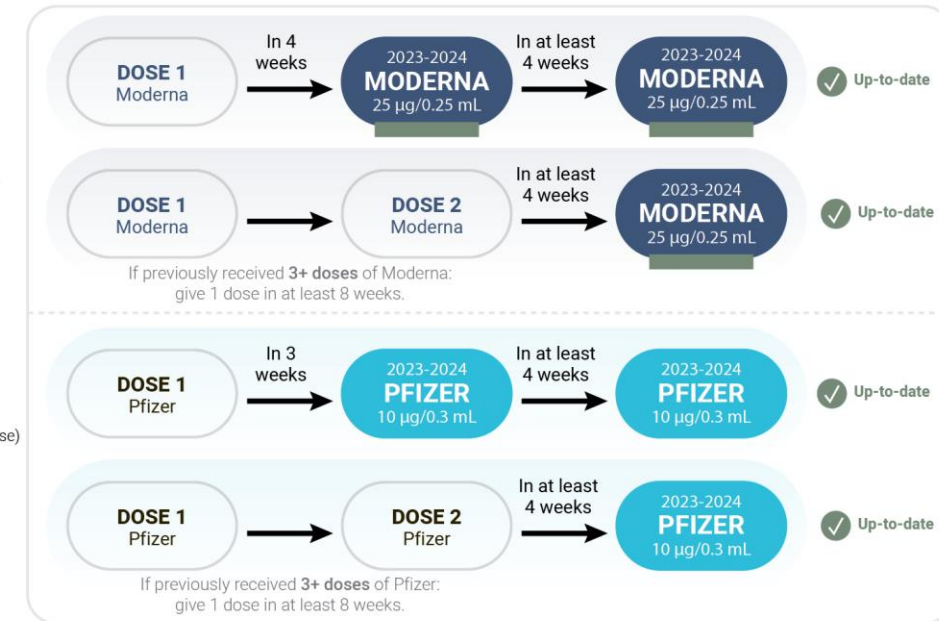 In 4
weeks
In at least
4 weeks
DOSE 1
Moderna
2023-2024
MODERNA
25 µg/0.25 mL
2023-2024
MODERNA
25 µg/0.25 mL
Up-to-date
In at least
4 weeks
DOSE 1
Moderna
DOSE 2
Moderna
2023-2024
MODERNA
25 µg/0.25 mL
Up-to-date
If previously received 3+ doses of Moderna:
give 1 dose in at least 8 weeks.
In 3
weeks
In at least
4 weeks
DOSE 1
Pfizer
2023-2024
PFIZER
10 µg/0.3 mL
2023-2024
PFIZER
10 µg/0.3 mL
Up-to-date
se)
In at least
4 weeks
DOSE 1
Pfizer
DOSE 2
Pfizer
2023-2024
PFIZER
10 µg/0.3 mL
Up-to-date
If previously received 3+ doses of Pfizer:
give 1 dose in at least 8 weeks.